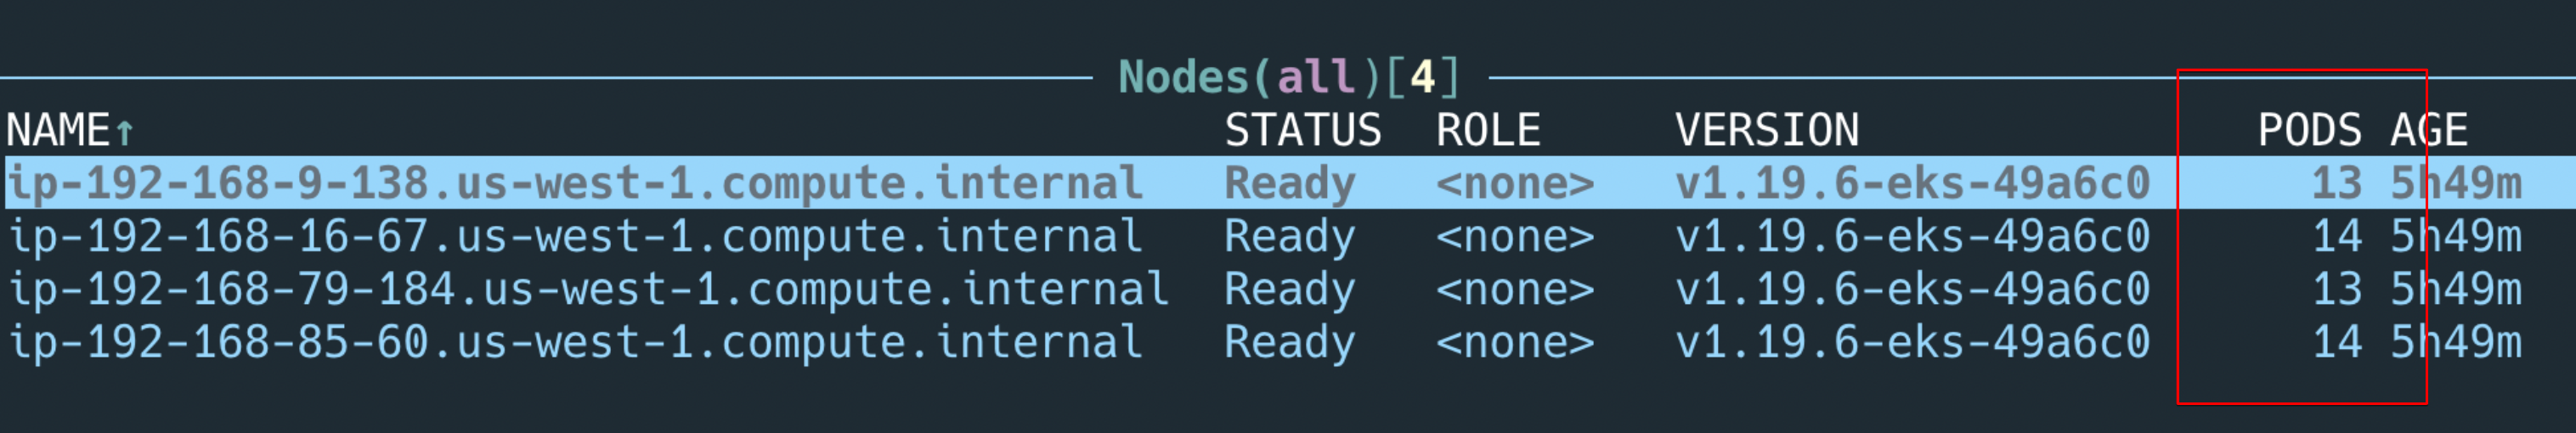 Nodes(all)[4]
NAME↑ STATUS ROLE VERSION PODS AGE
ip-192-168-9-138.us-west-1.compute.internal Ready <none> v1.19.6-eks-49a6c0 13 5h49m
ip-192-168-16-67.us-west-1.compute.internal Ready <none> v1.19.6-eks-49a6c0 14 5h49m
ip-192-168-79-184.us-west-1.compute.internal Ready <none> v1.19.6-eks-49a6c0 13 5h49m
ip-192-168-85-60.us-west-1.compute.internal Ready <none> v1.19.6-eks-49a6c0 14 5h49m